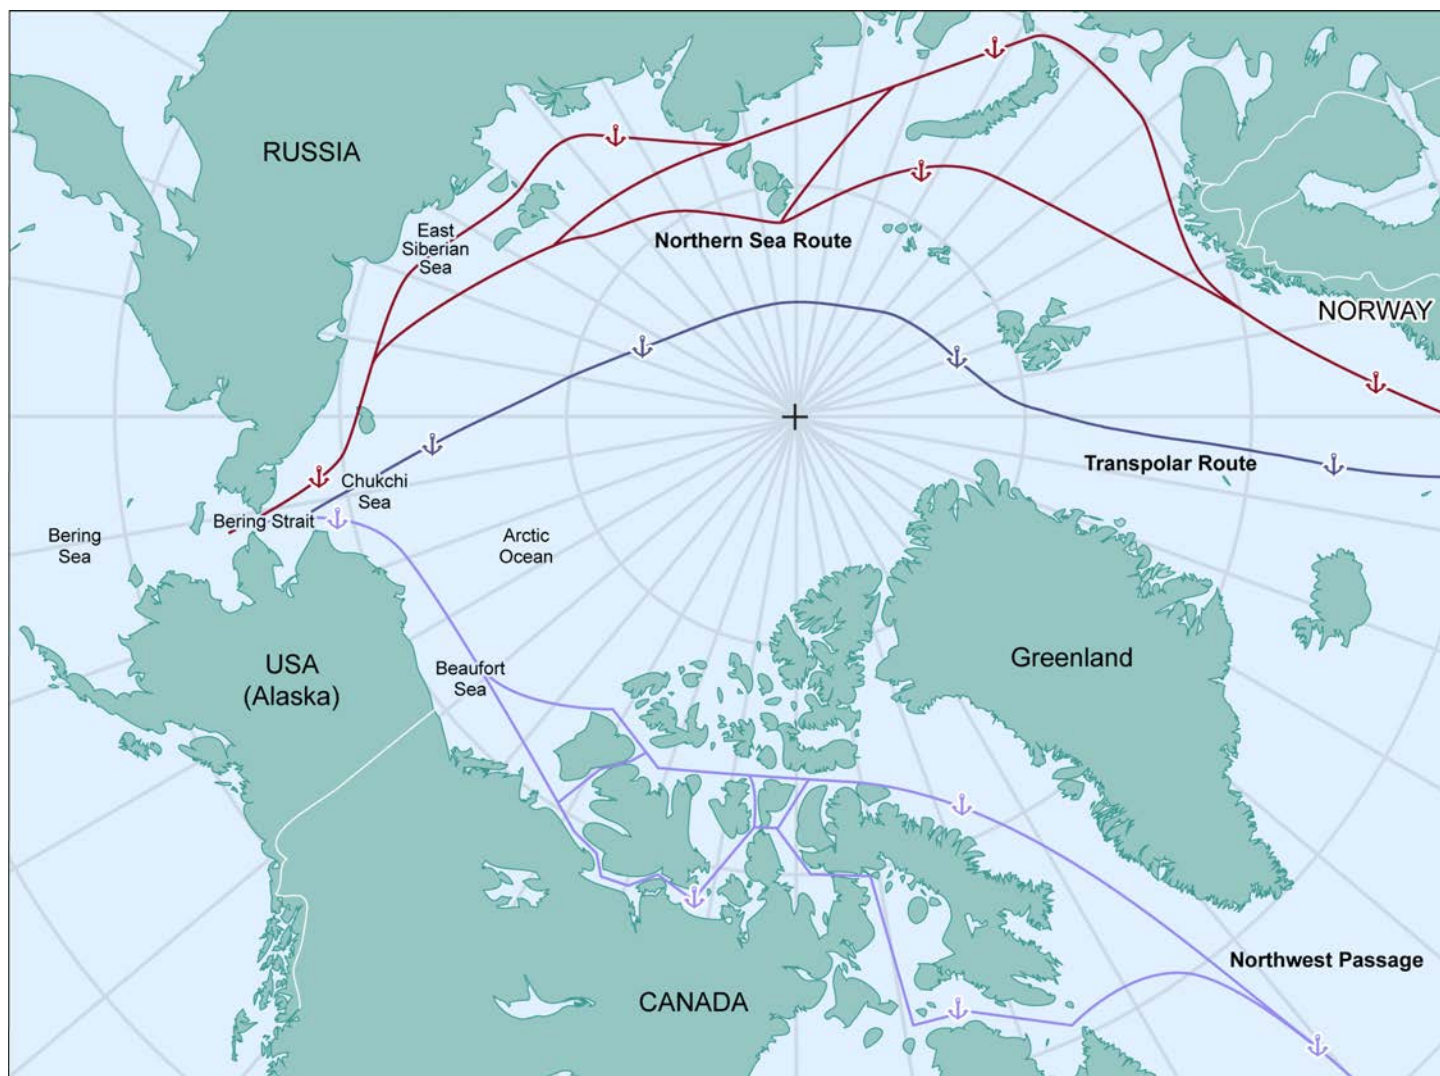 RUSSIA
East
Siberian
Sea
Northern Sea Route
NORWAY
Transpolar Route
Chukchi
Sea
Bering Strait
Bering
Sea
Arctic
Ocean
USA
(Alaska)
Beaufort
Sea
Greenland
Northwest Passage
CANADA